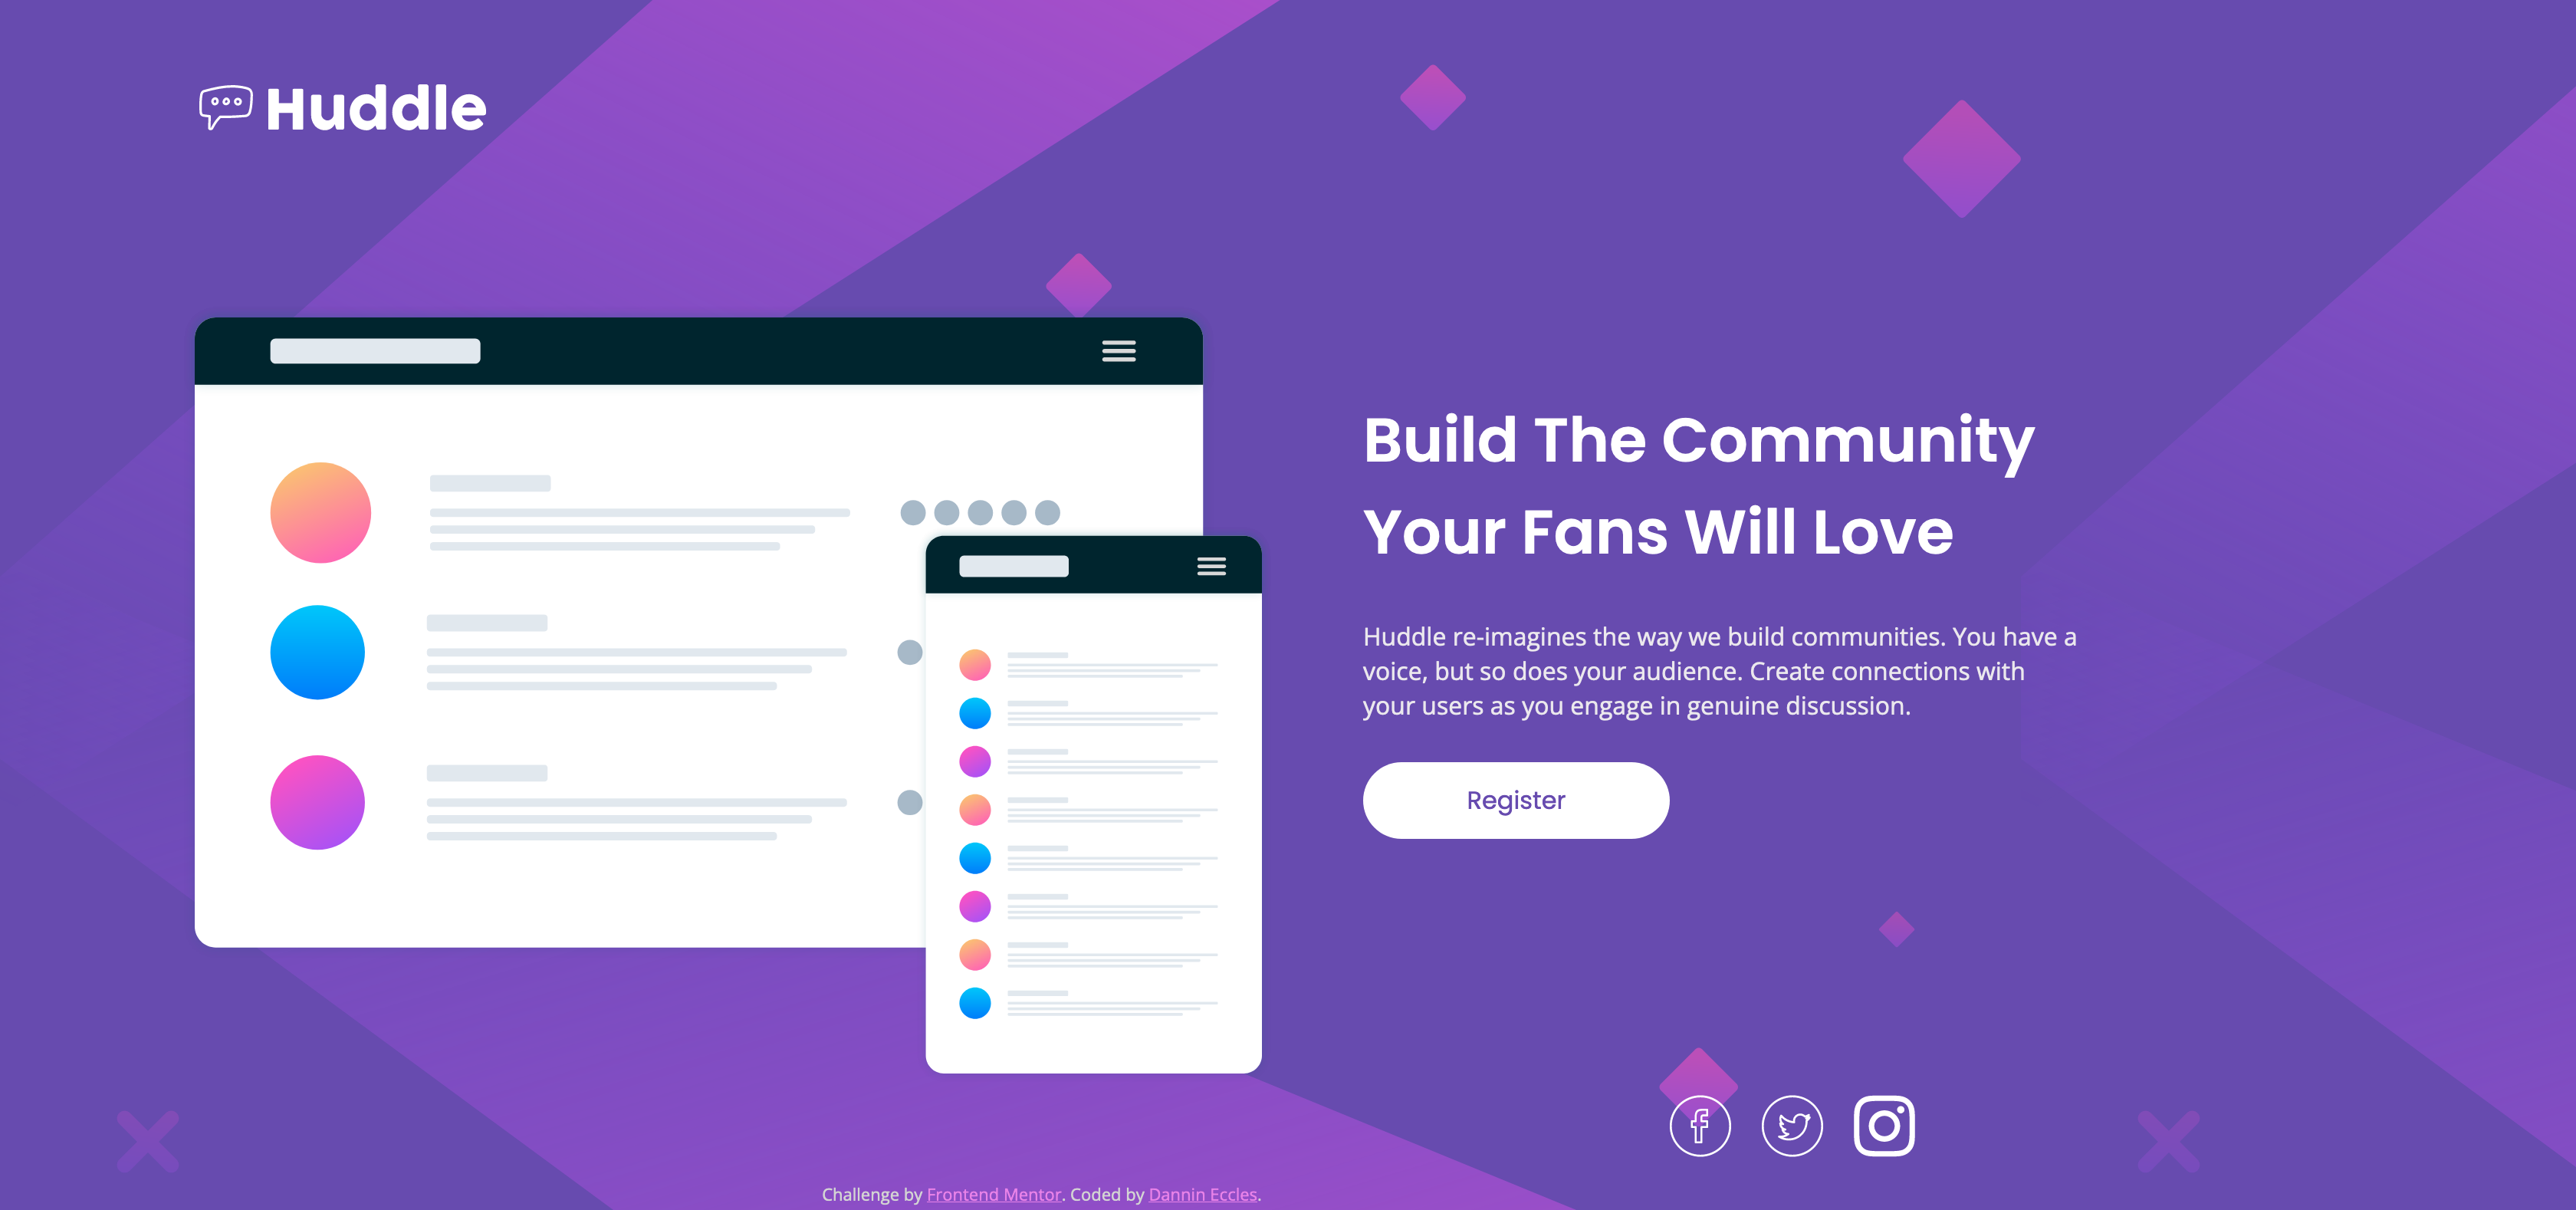 Huddle
Build The Community
Your Fans Will Love
Huddle re-imagines the way we build communities. You have a
voice, but so does your audience. Create connections with
your users as you engage in genuine discussion.
Register
Challenge by Frontend Mentor. Coded by Dannin Eccles.